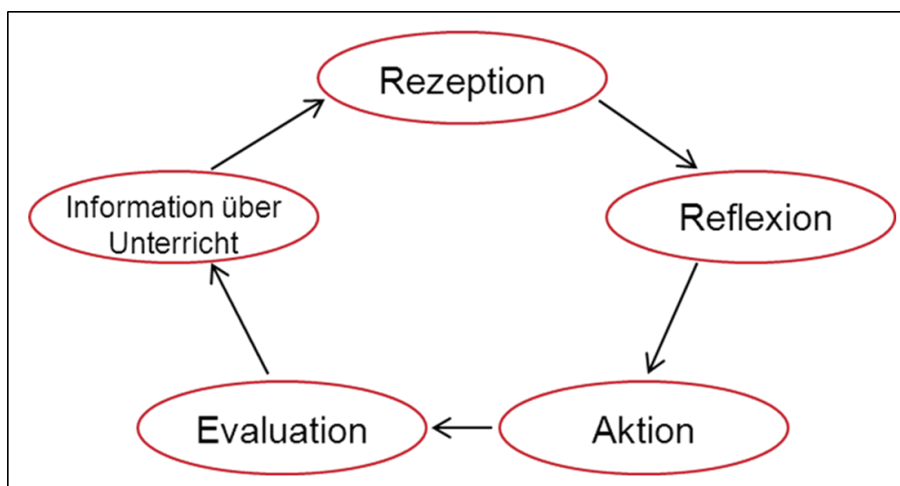 Rezeption
Reflexion
Aktion
Evaluation
Information über
Unterricht